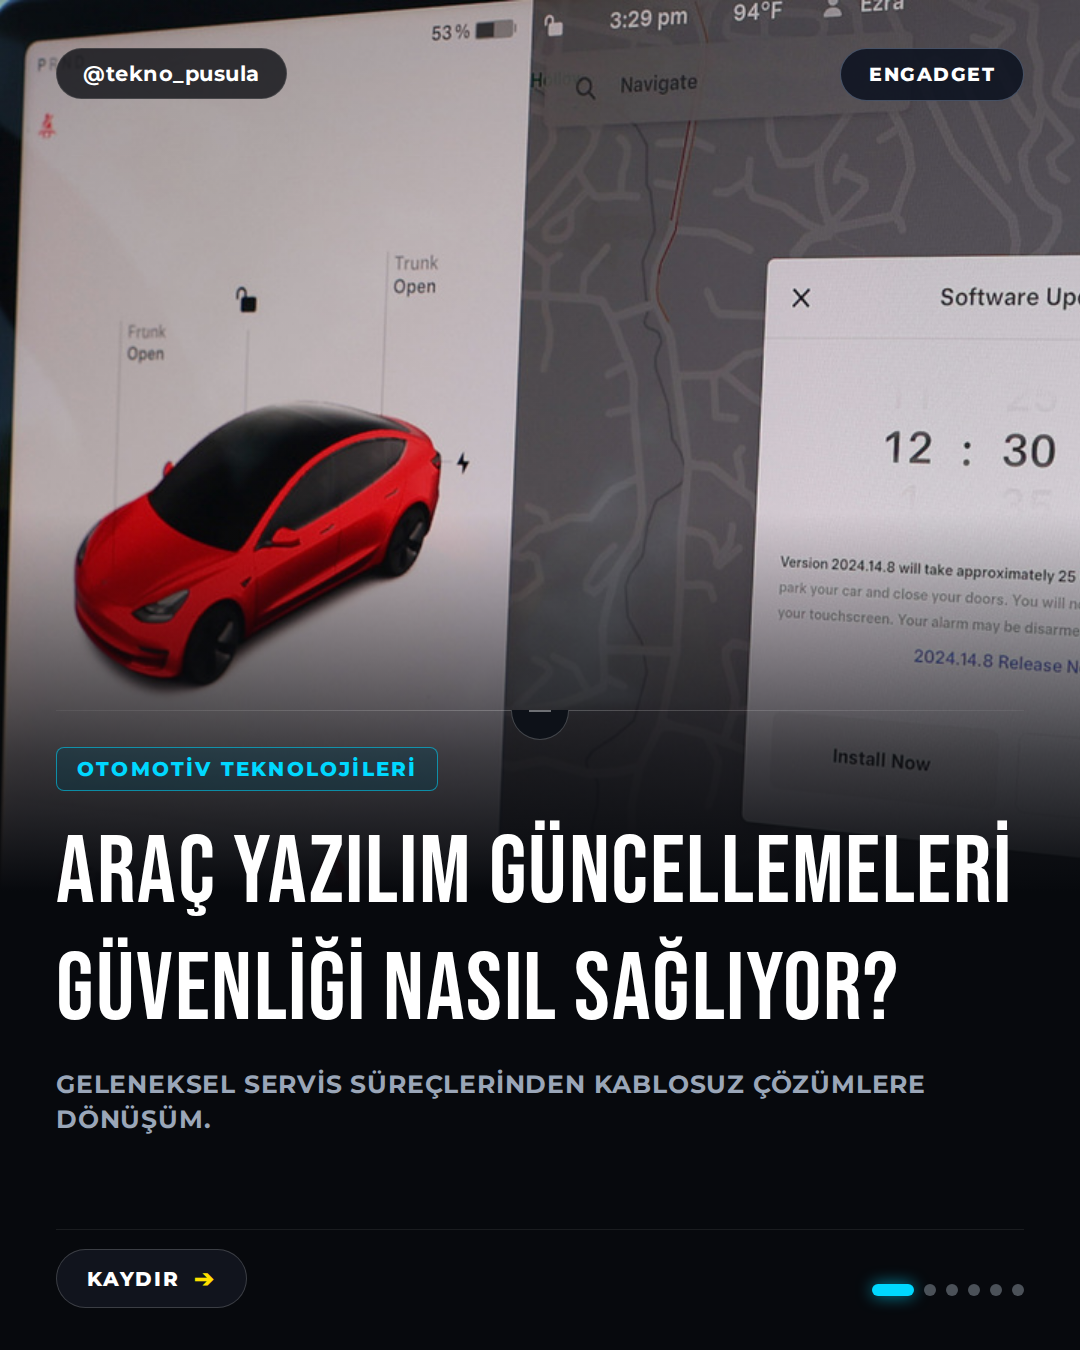 53%
3:29 pm
94°F
Ezra
@tekno_pusula
Navigate
ENGADGET
Trunk
Open
Frunk
Open
Software Up
12 : 30
Version 2024.14.8 will take approximately 25
park your car and close your doors. You will
your touchscreen. Your alarm may be
2024.14.8 Release
Install Now
OTOMOTİV TEKNOLOJİLERİ
ARAÇ YAZILIM GÜNCELLEMELERİ
GÜVENLİĞİ NASIL SAĞLIYOR?
GELENEKSEL SERVİS SÜREÇLERİNDEN KABLOSUZ ÇÖZÜMLERE
DÖNÜŞÜM.
KAYDIR ➔